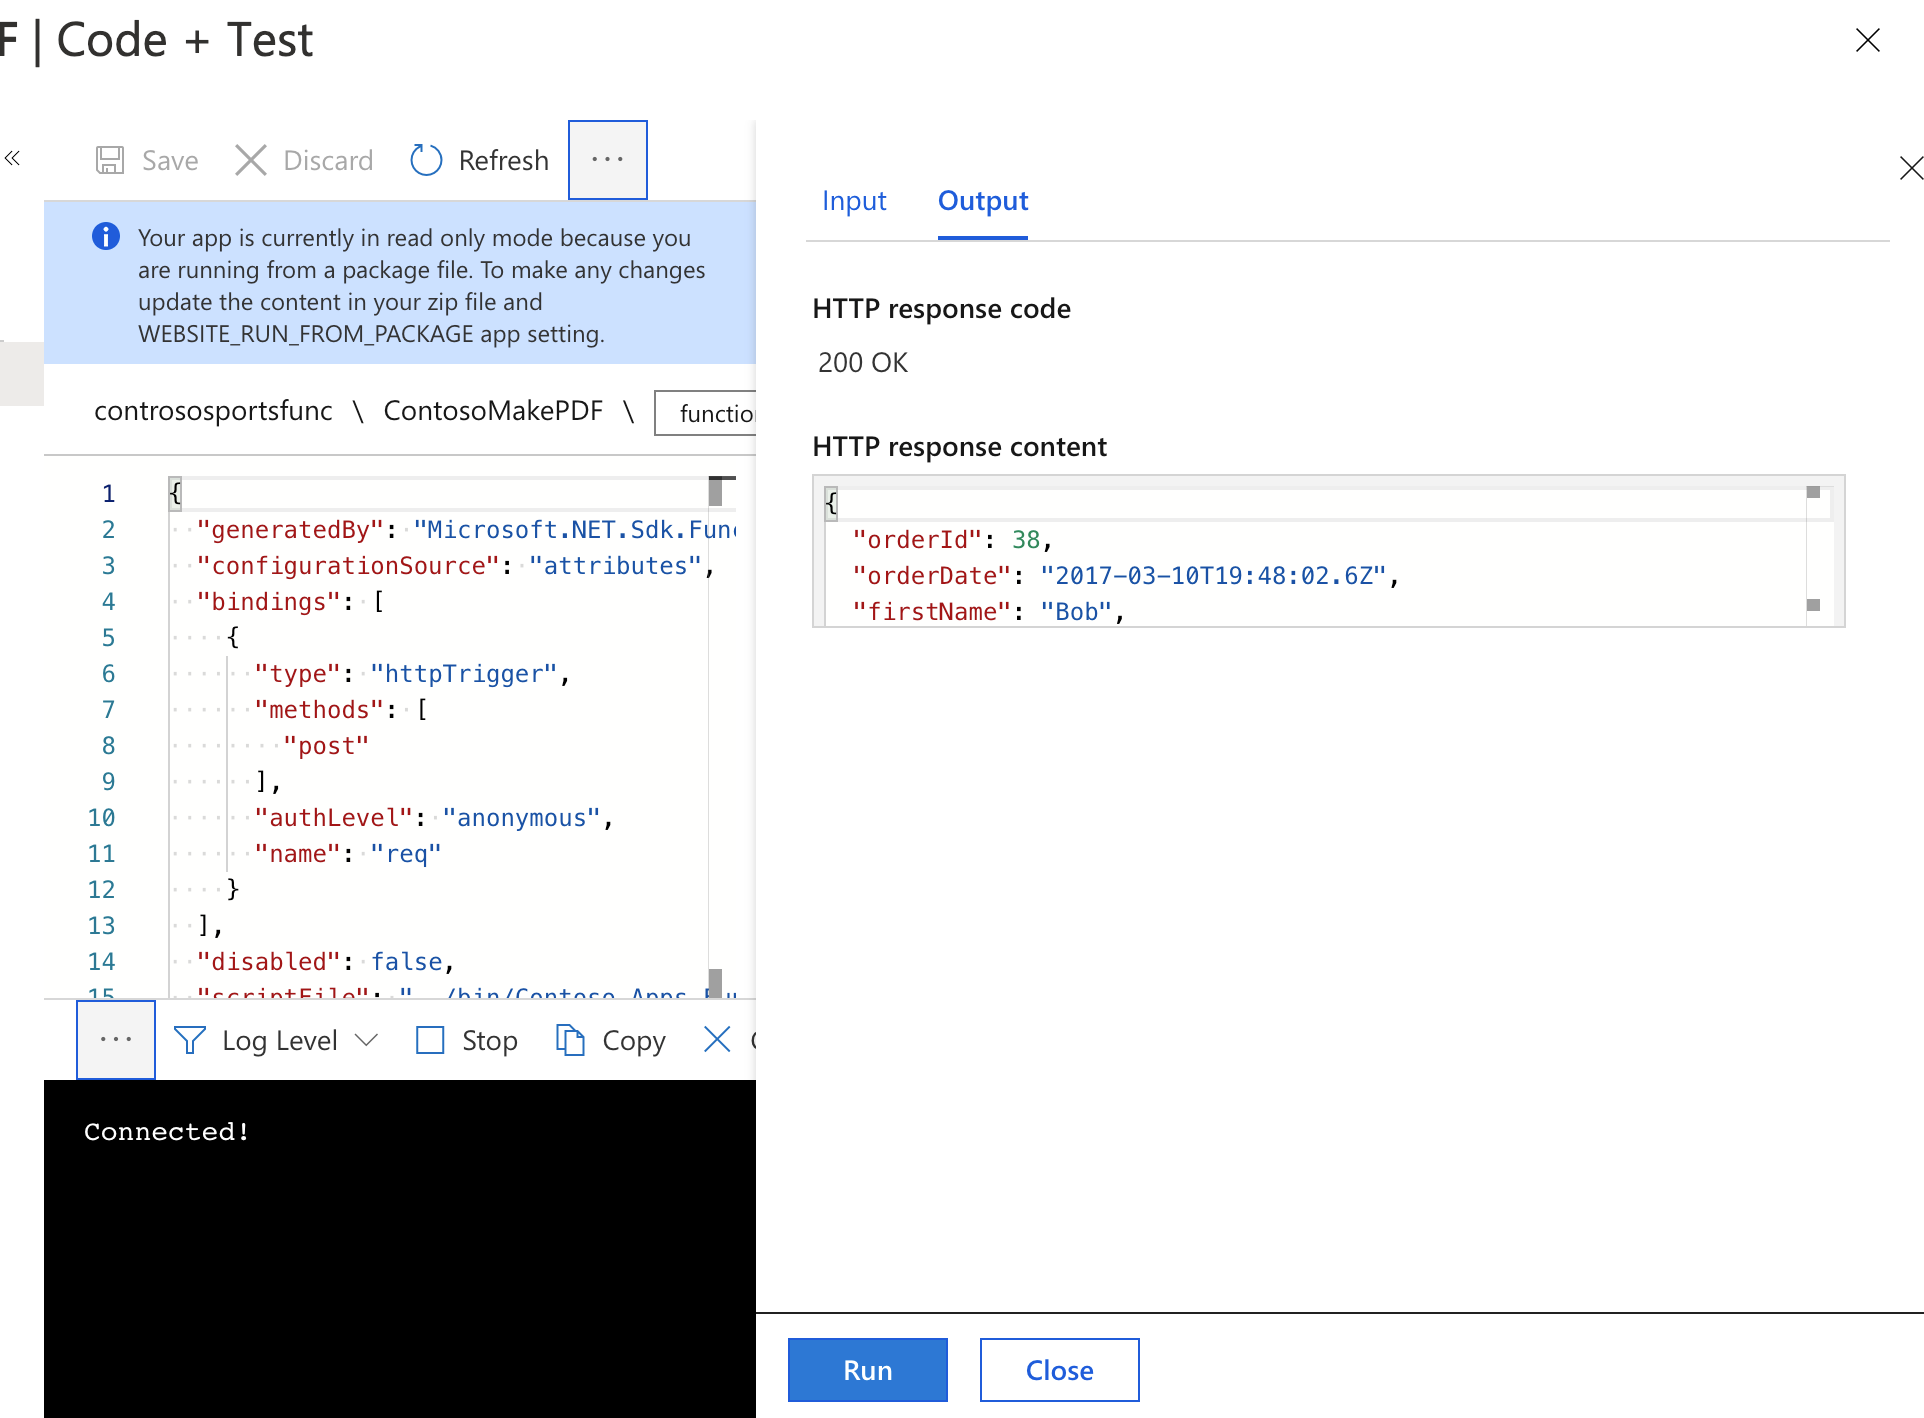 F | Code + Test
Save
Discard
Refresh
Your app is currently in read only mode because you
are running from a package file. To make any changes
update the content in your zip file and
WEBSITE_RUN_FROM_PACKAGE app setting.
contrososportsfunc \ ContosoMakePDF \ functio
1 {
2 "generatedBy": "Microsoft.NET.Sdk.Func
3 "configurationSource": "attributes",
4 "bindings": [
5 {
6 "type": "httpTrigger",
7 "methods": [
8 "post"
9 ],
10 "authLevel": "anonymous",
11 "name": "req"
12 }
13 ],
14 "disabled": false,
15 "scriptFile": "../bin/Contoso.Apps.
Log Level
Stop
Copy
Connected!
Input
Output
HTTP response code
200 OK
HTTP response content
{
"orderId": 38,
"orderDate": "2017-03-10T19:48:02.6Z",
"firstName": "Bob",
Run
Close